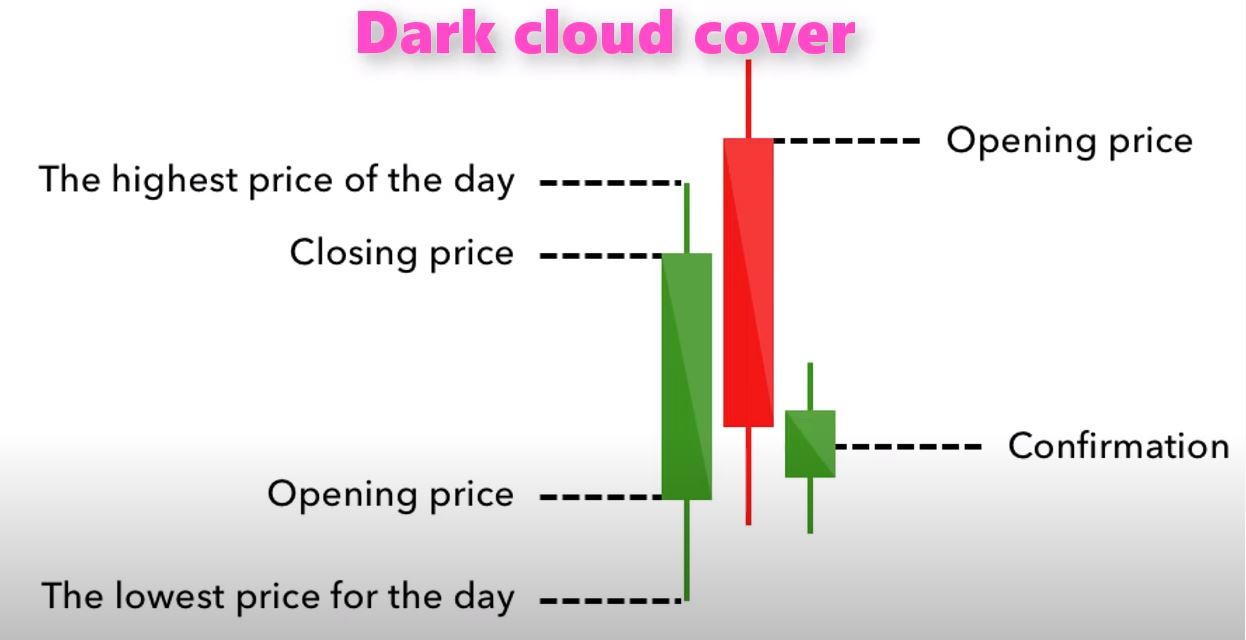 Dark cloud cover
Opening price
The highest price of the day
Closing price
Confirmation
Opening price
The lowest price for the day